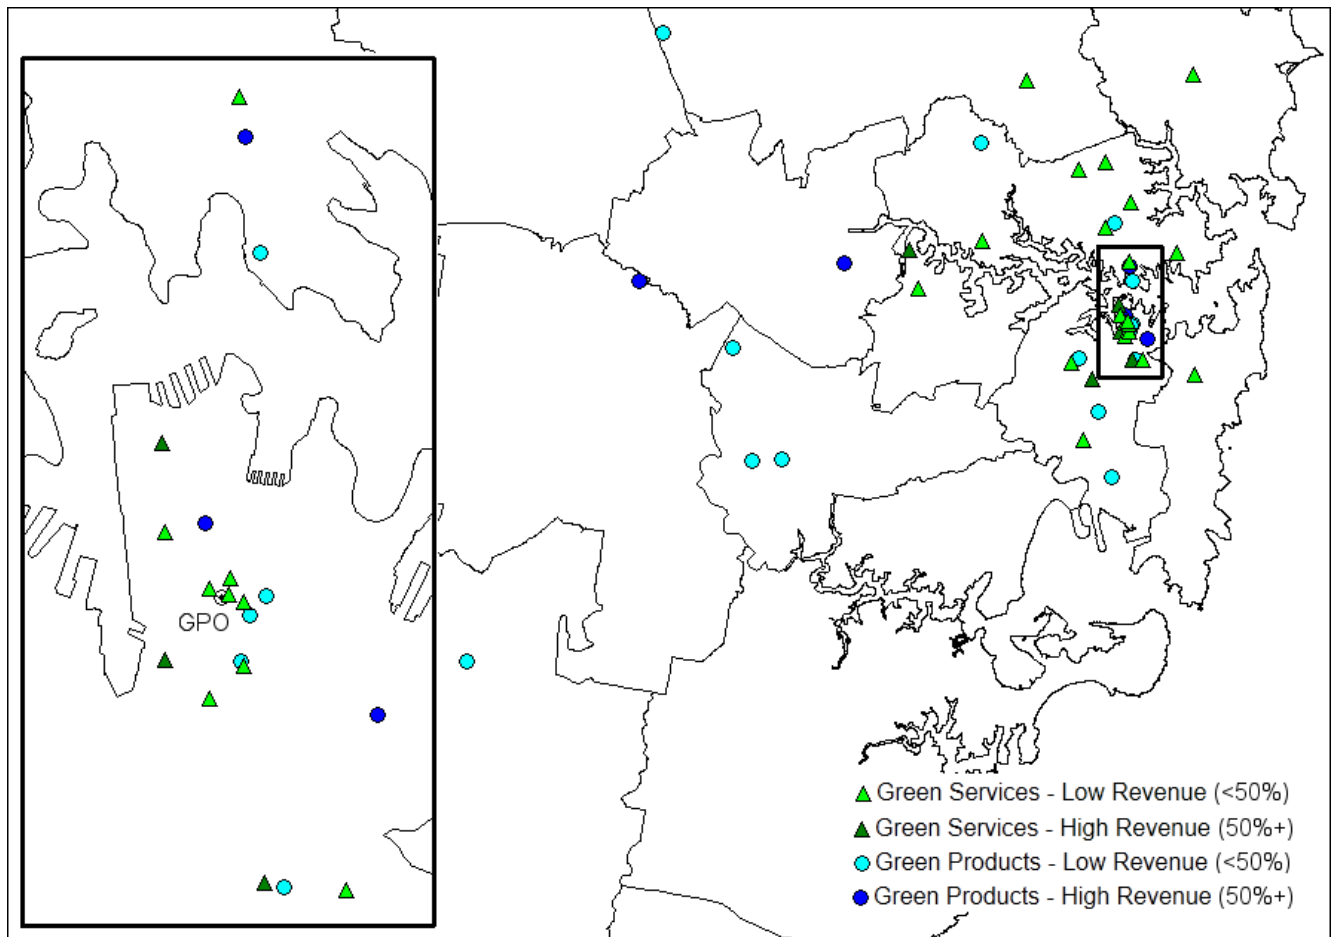 GPO
Green Services - Low Revenue (<50%)
Green Services - High Revenue (50%+)
Green Products - Low Revenue (<50%)
Green Products - High Revenue (50%+)